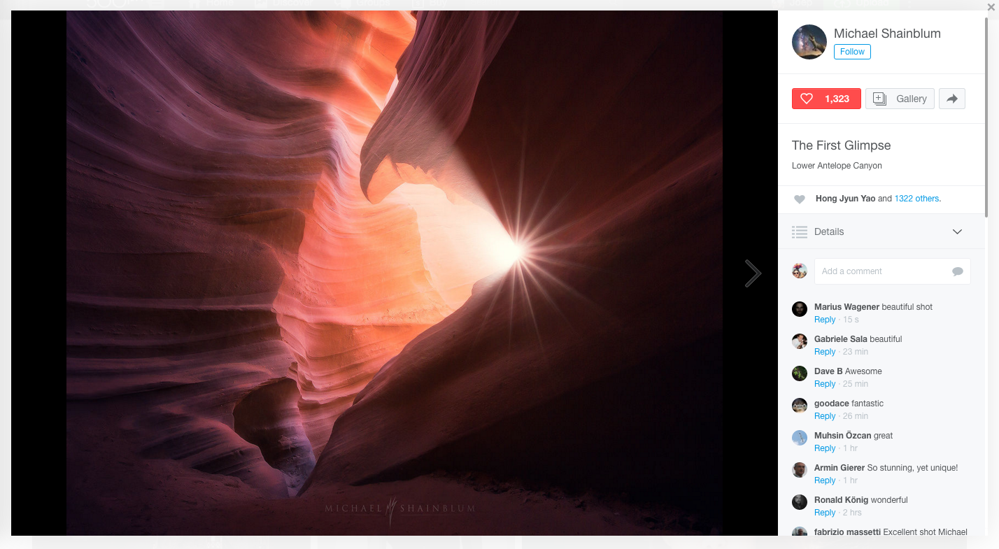 Home Discover Groups Buy
Michael Shainblum
Follow
1,323 Gallery
The First Glimpse
Lower Antelope Canyon
Hong Jyun Yao and 1322 others.
Details
Add a comment
Marius Wagener beautiful shot
Reply · 15 s
Gabriele Sala beautiful
Reply · 23 min
Dave B Awesome
Reply · 25 min
goodace fantastic
Reply · 26 min
Muhsin Özcan great
Reply · 1 hr
Armin Gierer So stunning, yet unique!
Reply · 1 hr
Ronald König wonderful
Reply · 2 hrs
fabrizio massetti Excellent shot Michael
MICHAEL SHAINBLUM